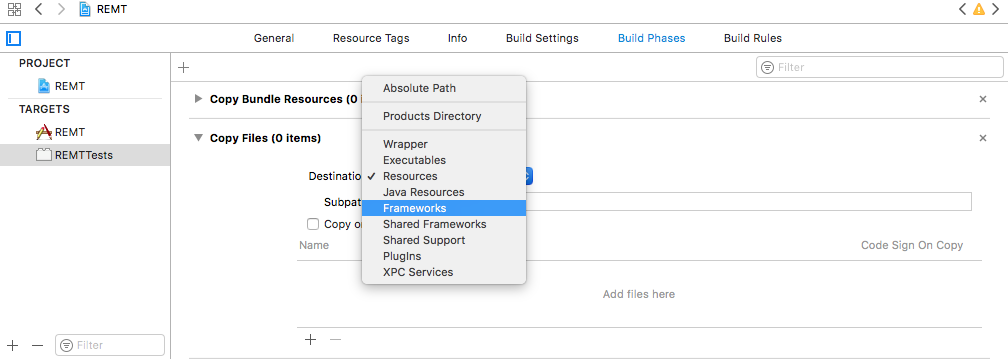 REMT
General Resource Tags Info Build Settings Build Phases Build Rules
PROJECT
REMT
TARGETS
REMT
REMTTests
Filter
Filter
Copy Bundle Resources (0 i
Copy Files (0 items)
Destinatio
Subpat
Copy o
Name
Code Sign On Copy
Add files here
Absolute Path
Products Directory
Wrapper
Executables
Resources
Java Resources
Frameworks
Shared Frameworks
Shared Support
PlugIns
XPC Services